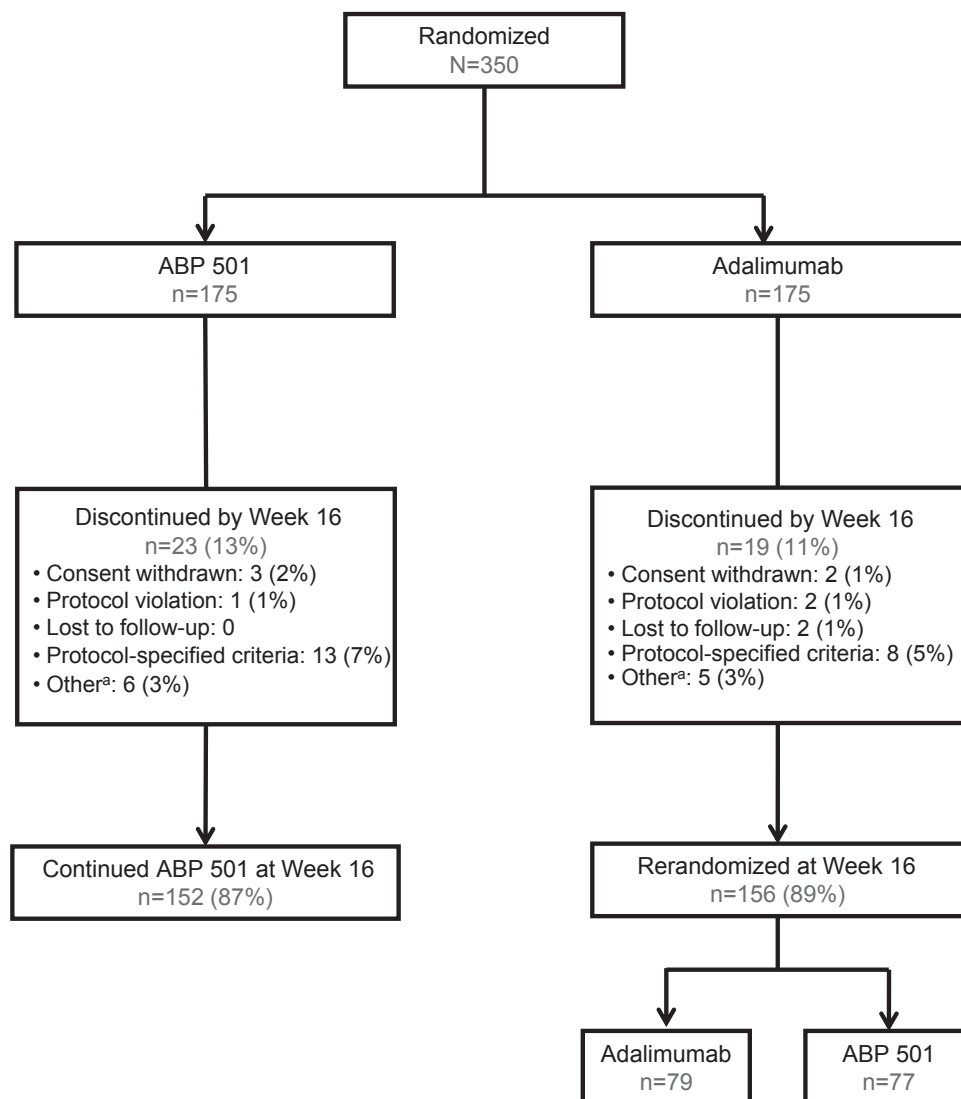 Randomized
N=350
ABP 501
n=175
Adalimumab
n=175
Discontinued by Week 16
n=23 (13%)
• Consent withdrawn: 3 (2%)
• Protocol violation: 1 (1%)
• Lost to follow-up: 0
• Protocol-specified criteria: 13 (7%)
• Otherᵃ: 6 (3%)
Discontinued by Week 16
n=19 (11%)
• Consent withdrawn: 2 (1%)
• Protocol violation: 2 (1%)
• Lost to follow-up: 2 (1%)
• Protocol-specified criteria: 8 (5%)
• Otherᵃ: 5 (3%)
Continued ABP 501 at Week 16
n=152 (87%)
Rerandomized at Week 16
n=156 (89%)
Adalimumab
n=79
ABP 501
n=77